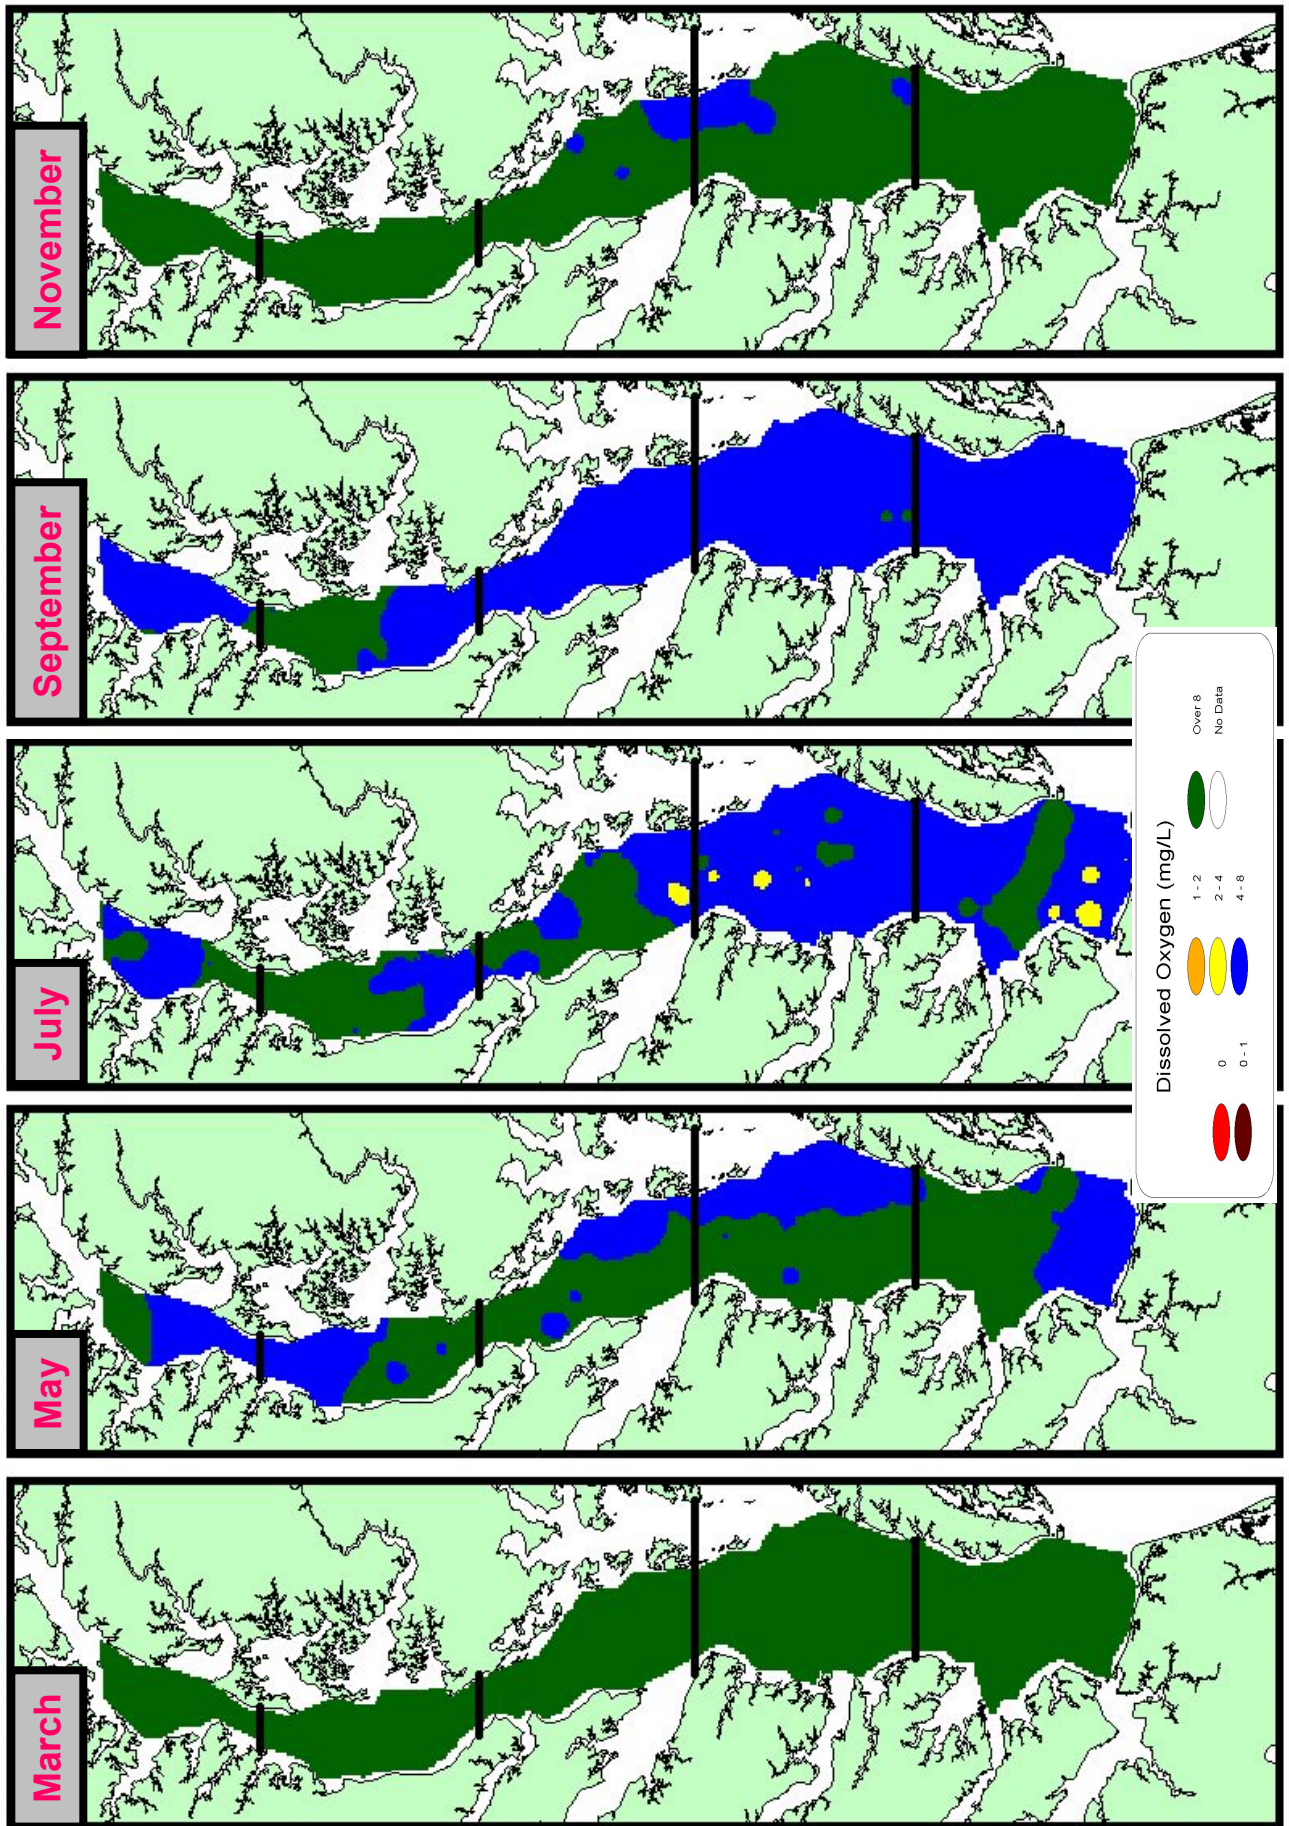 March
May
July
September
November
Dissolved Oxygen (mg/L)
0
0 - 1
1 - 2
2 - 4
4 - 8
Over 8
No Data